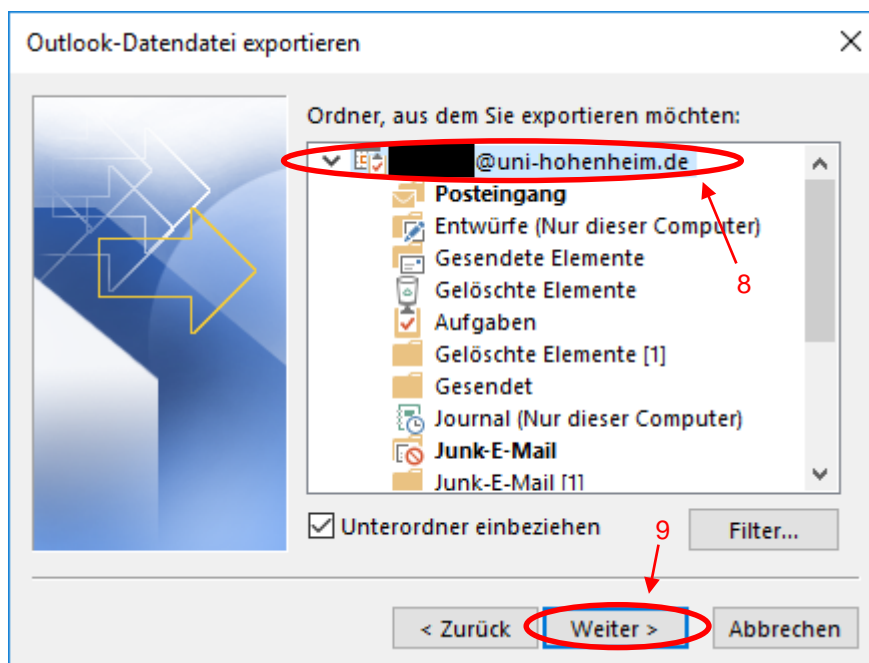 Outlook-Datendatei exportieren
Ordner, aus dem Sie exportieren möchten:
@uni-hohenheim.de
Posteingang
Entwürfe (Nur dieser Computer)
Gesendete Elemente
8
Gelöschte Elemente
Aufgaben
Gelöschte Elemente [1]
Gesendet
Journal (Nur dieser Computer)
Junk-E-Mail
Junk-E-Mail [1]
Unterordner einbeziehen
9
Filter...
< Zurück
Weiter >
Abbrechen